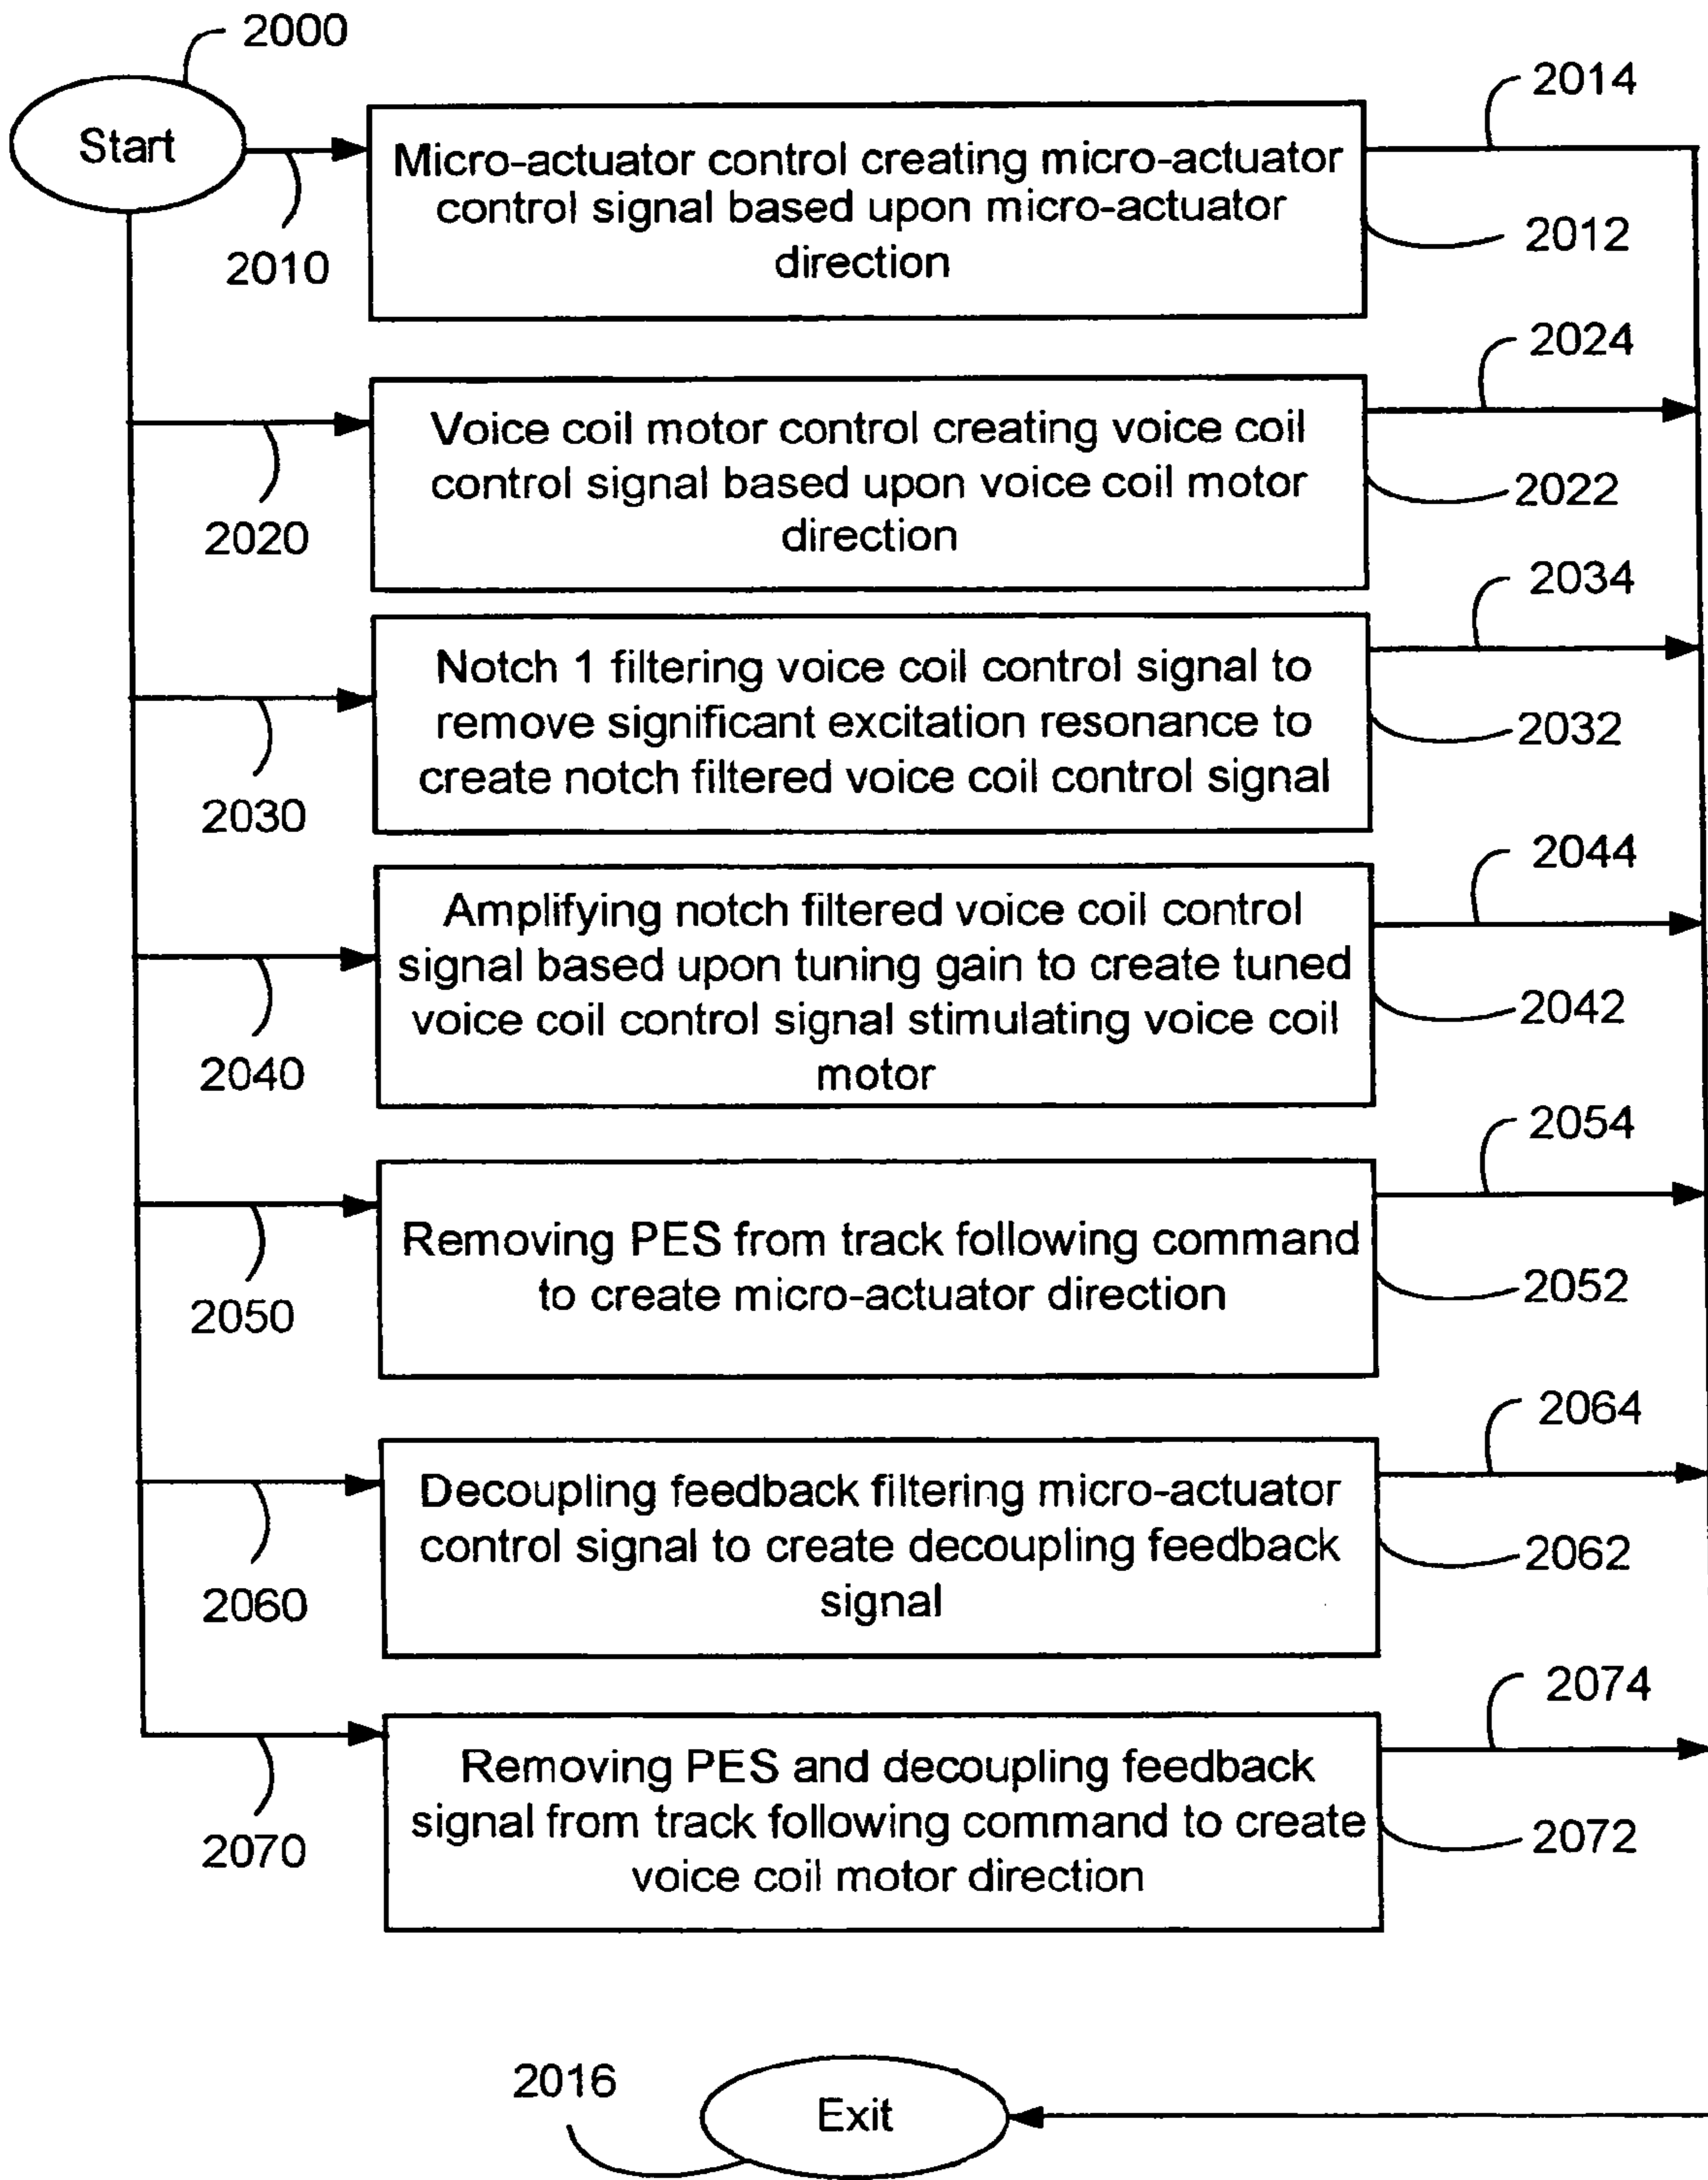 2000
Start
2014
Micro-actuator control creating micro-actuator
control signal based upon micro-actuator
direction
2012
2010
2024
Voice coil motor control creating voice coil
control signal based upon voice coil motor
direction
2022
2020
2034
Notch 1 filtering voice coil control signal to
remove significant excitation resonance to
create notch filtered voice coil control signal
2032
2030
2044
Amplifying notch filtered voice coil control
signal based upon tuning gain to create tuned
voice coil control signal stimulating voice coil
motor
2042
2040
2054
Removing PES from track following command
to create micro-actuator direction
2052
2050
2064
Decoupling feedback filtering micro-actuator
control signal to create decoupling feedback
signal
2062
2060
2074
Removing PES and decoupling feedback
signal from track following command to create
voice coil motor direction
2072
2070
2016
Exit